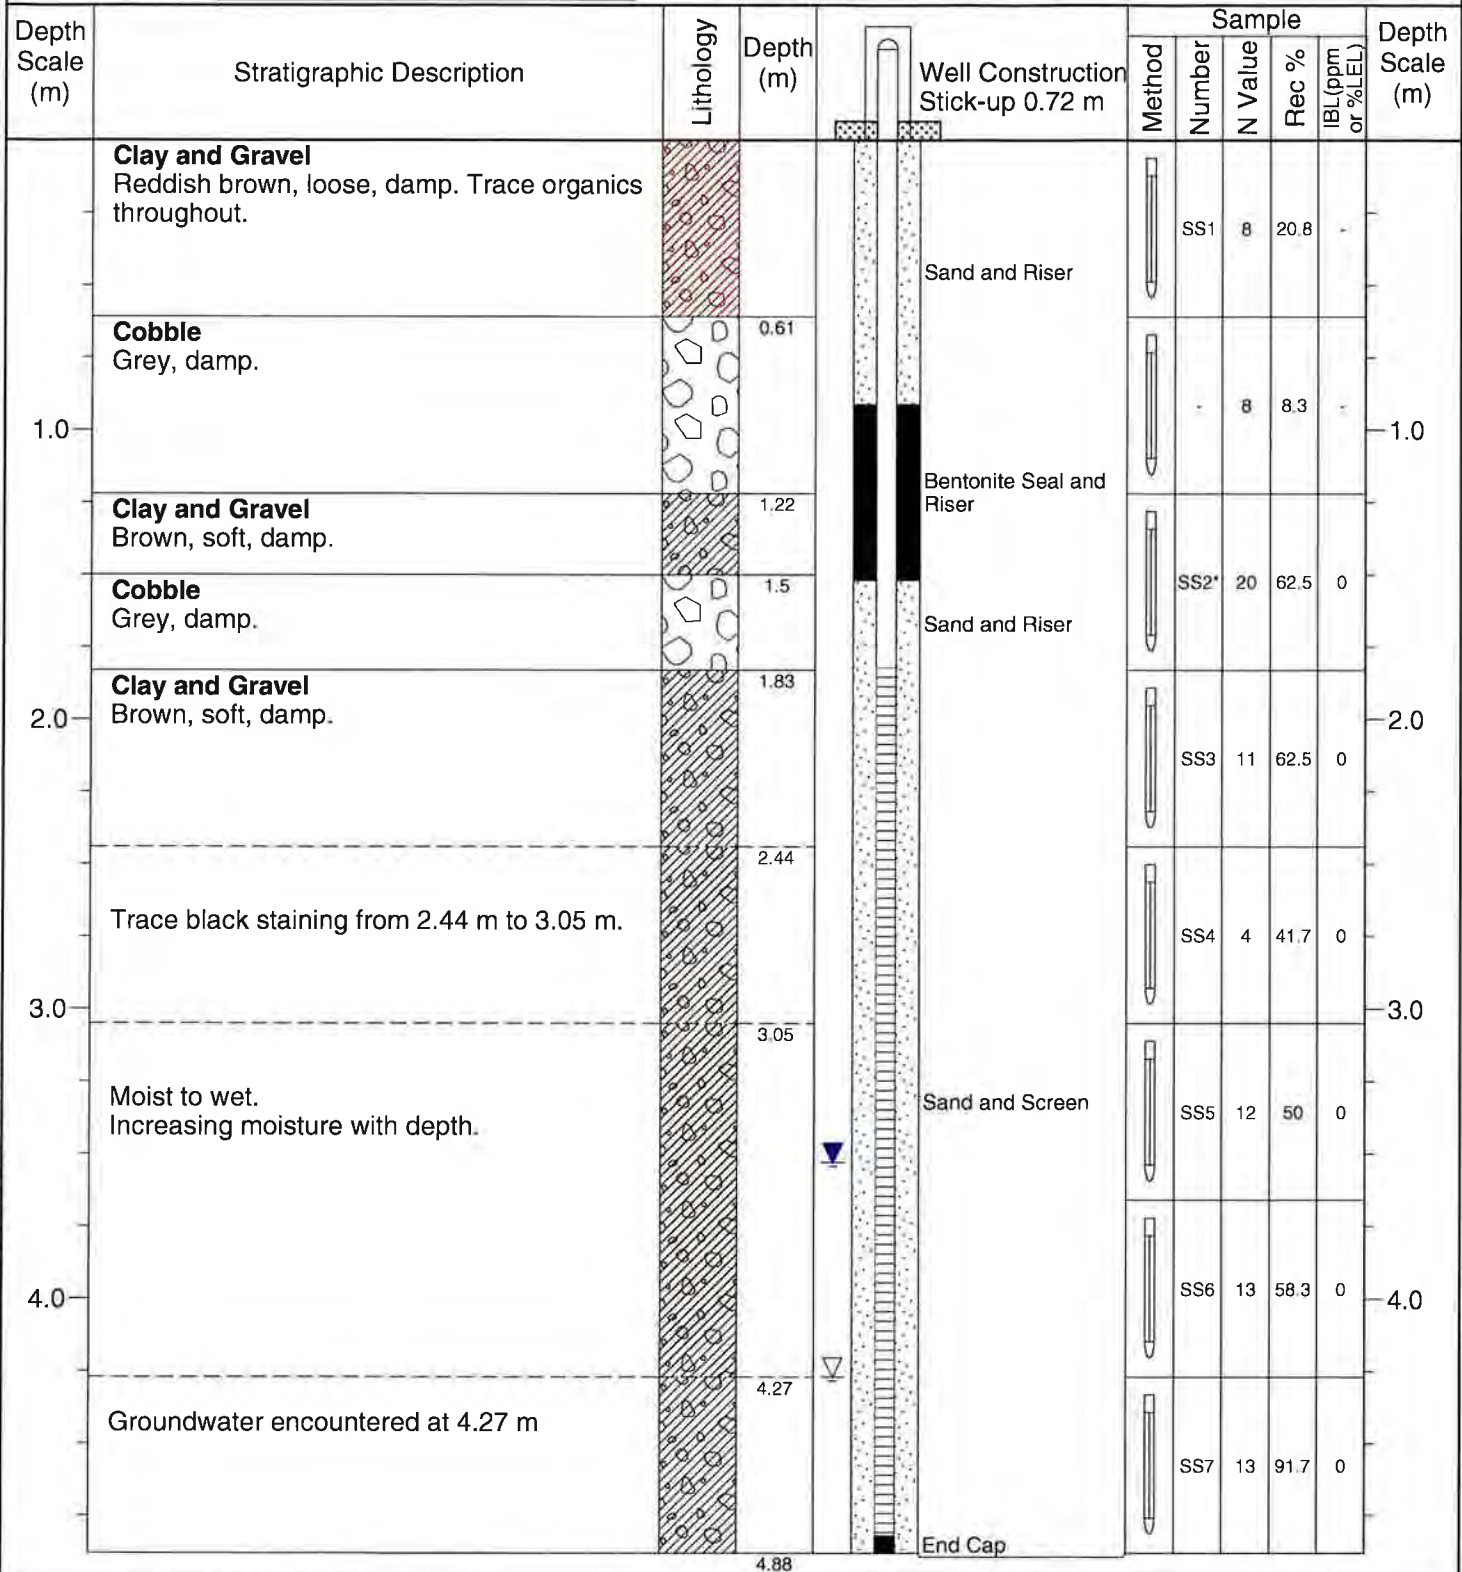 Depth
Scale
(m)
Stratigraphic Description
Lithology
Depth
(m)
Well Construction
Stick-up 0.72 m
Sample
Method
Number
N Value
Rec %
IBL(ppm
or %LEL)
Depth
Scale
(m)
Clay and Gravel
Reddish brown, loose, damp. Trace organics
throughout.
Sand and Riser
SS1 8 20.8 -
Cobble
Grey, damp.
0.61
- 8 8.3 -
1.0
1.0
Bentonite Seal and
Riser
Clay and Gravel
Brown, soft, damp.
1.22
SS2* 20 62.5 0
Cobble
Grey, damp.
1.5
Sand and Riser
Clay and Gravel
Brown, soft, damp.
1.83
2.0
2.0
SS3 11 62.5 0
2.44
Trace black staining from 2.44 m to 3.05 m.
SS4 4 41.7 0
3.0
3.0
3.05
Moist to wet.
Increasing moisture with depth.
Sand and Screen
SS5 12 50 0
4.0
4.0
SS6 13 58.3 0
4.27
Groundwater encountered at 4.27 m
SS7 13 91.7 0
End Cap
4.88